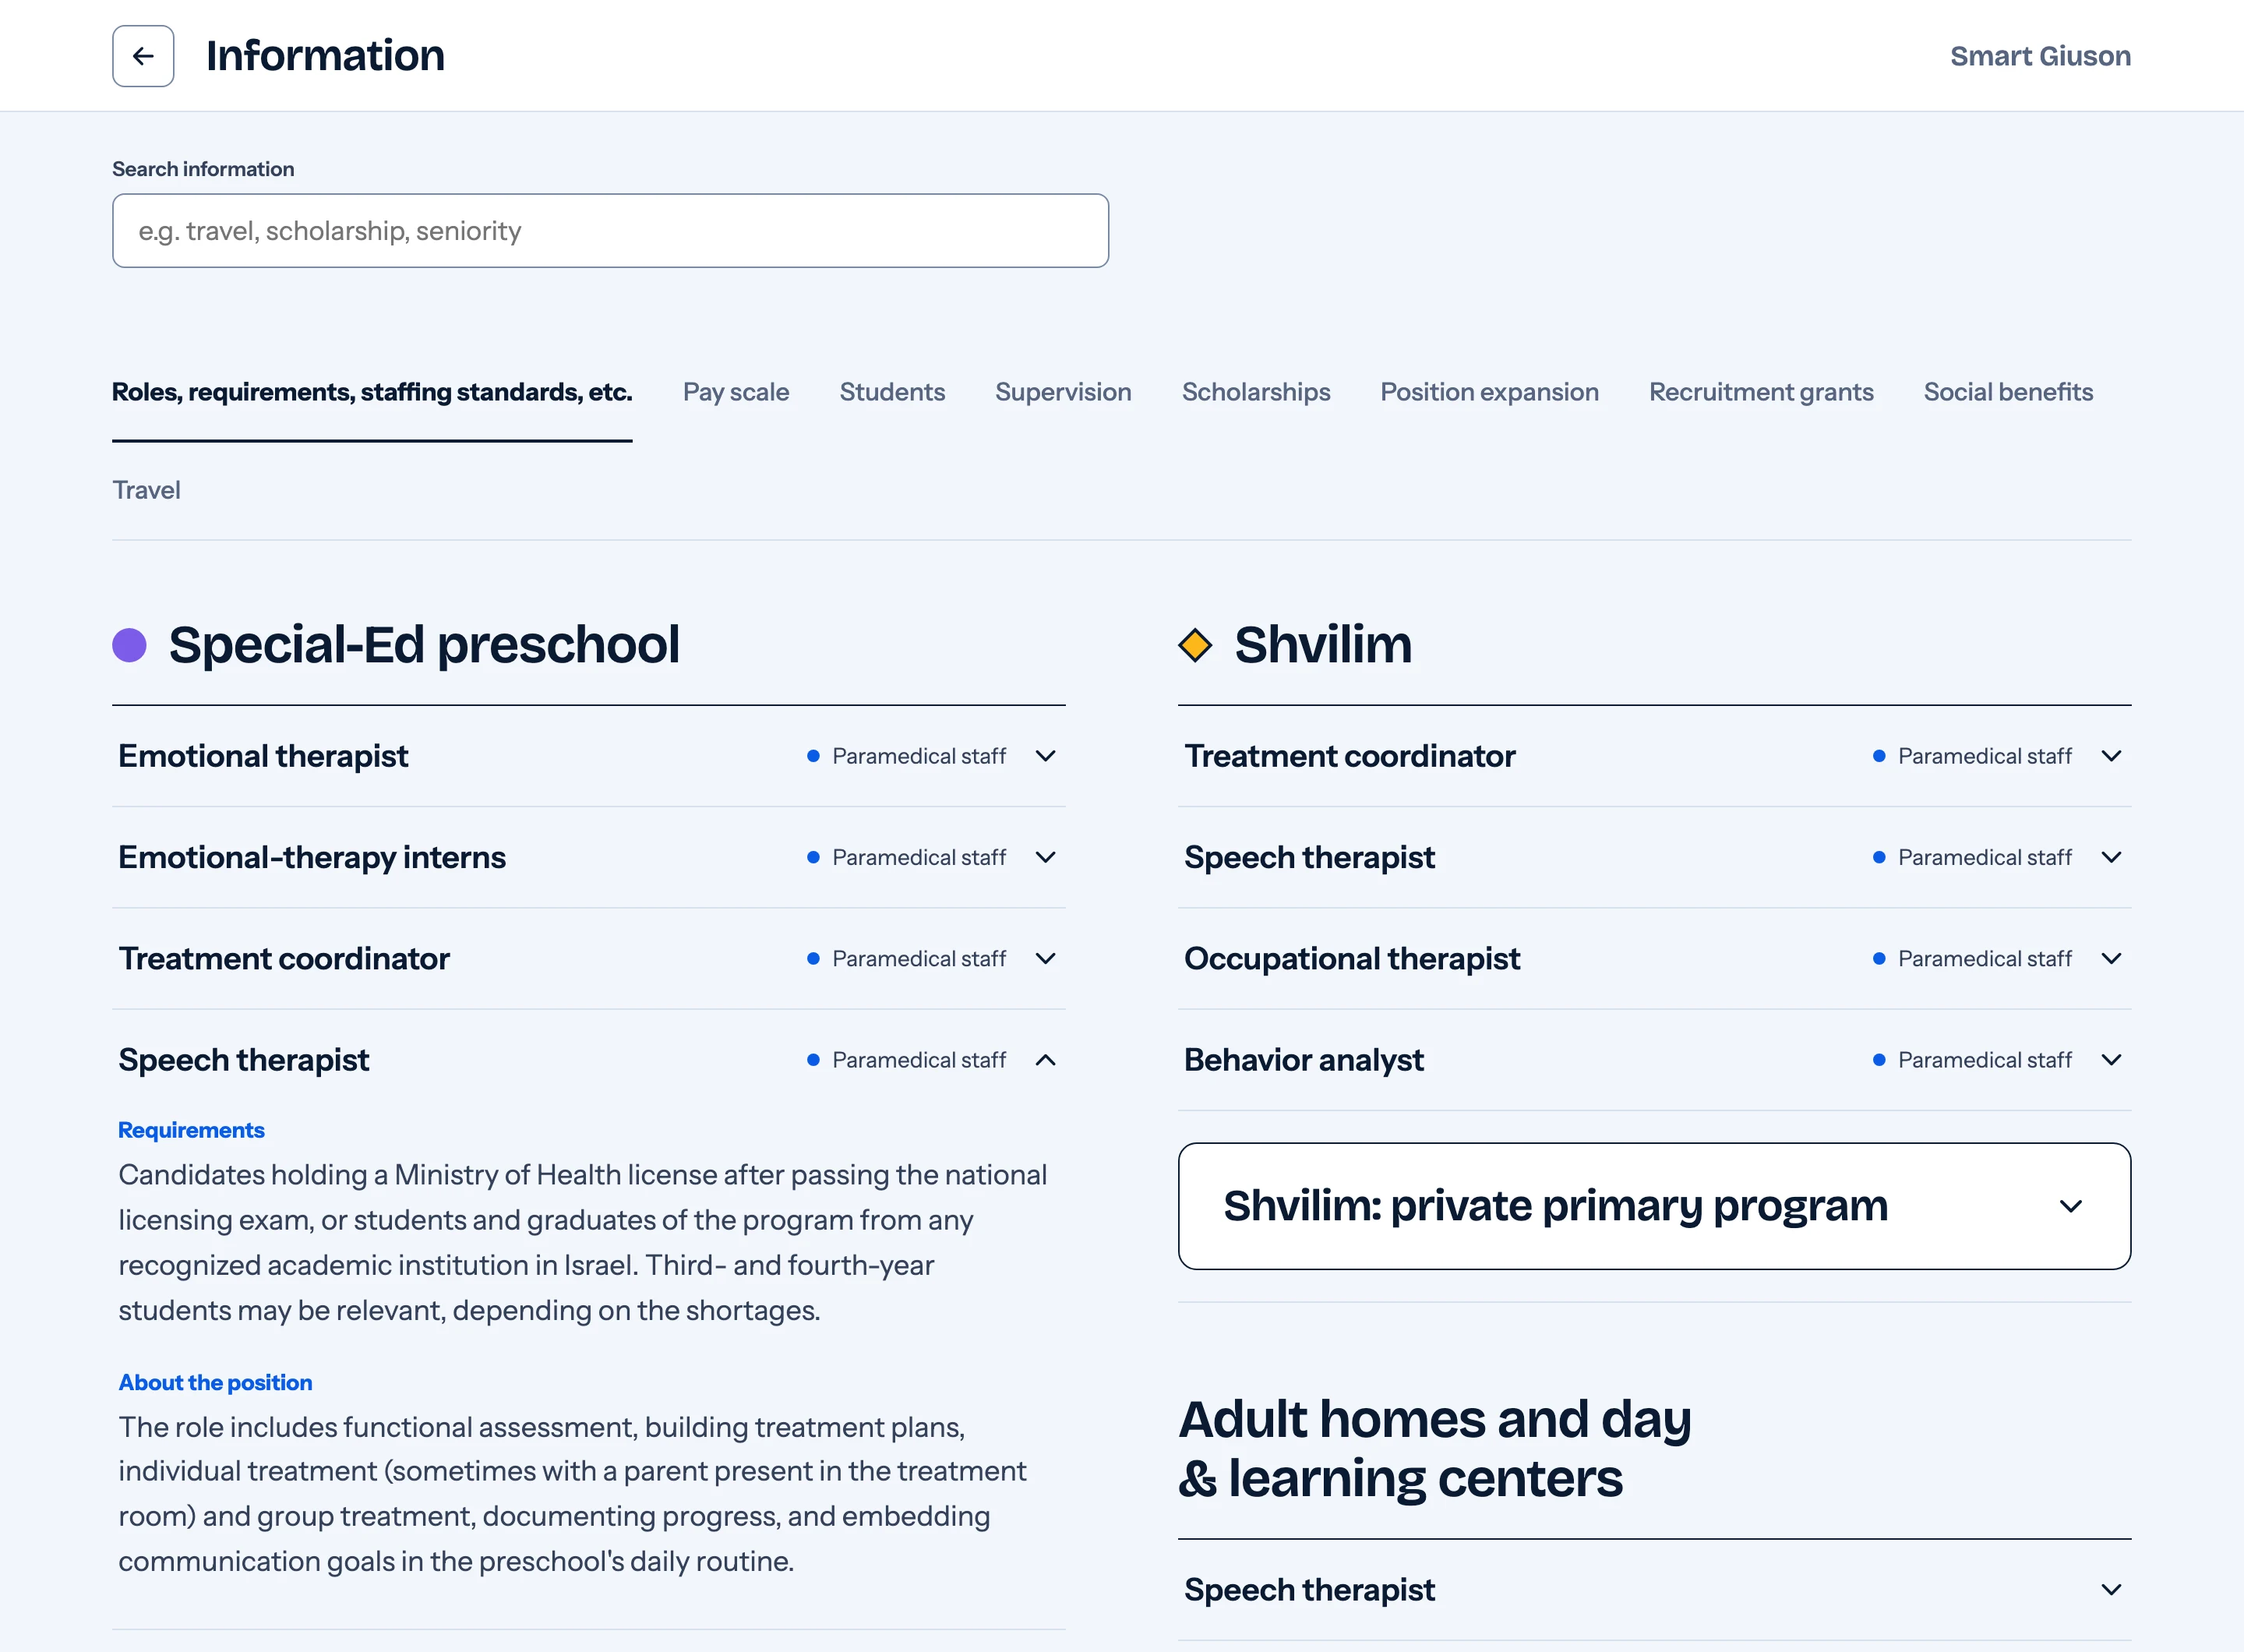 Information
Smart Giuson
Search information
e.g. travel, scholarship, seniority
Roles, requirements, staffing standards, etc.
Pay scale
Students
Supervision
Scholarships
Position expansion
Recruitment grants
Social benefits
Travel
Special-Ed preschool
Emotional therapist
Paramedical staff
Emotional-therapy interns
Paramedical staff
Treatment coordinator
Paramedical staff
Speech therapist
Paramedical staff
Requirements
Candidates holding a Ministry of Health license after passing the national
licensing exam, or students and graduates of the program from any
recognized academic institution in Israel. Third- and fourth-year
students may be relevant, depending on the shortages.
About the position
The role includes functional assessment, building treatment plans,
individual treatment (sometimes with a parent present in the treatment
room) and group treatment, documenting progress, and embedding
communication goals in the preschool's daily routine.
Shvilim
Treatment coordinator
Paramedical staff
Speech therapist
Paramedical staff
Occupational therapist
Paramedical staff
Behavior analyst
Paramedical staff
Shvilim: private primary program
Adult homes and day
& learning centers
Speech therapist